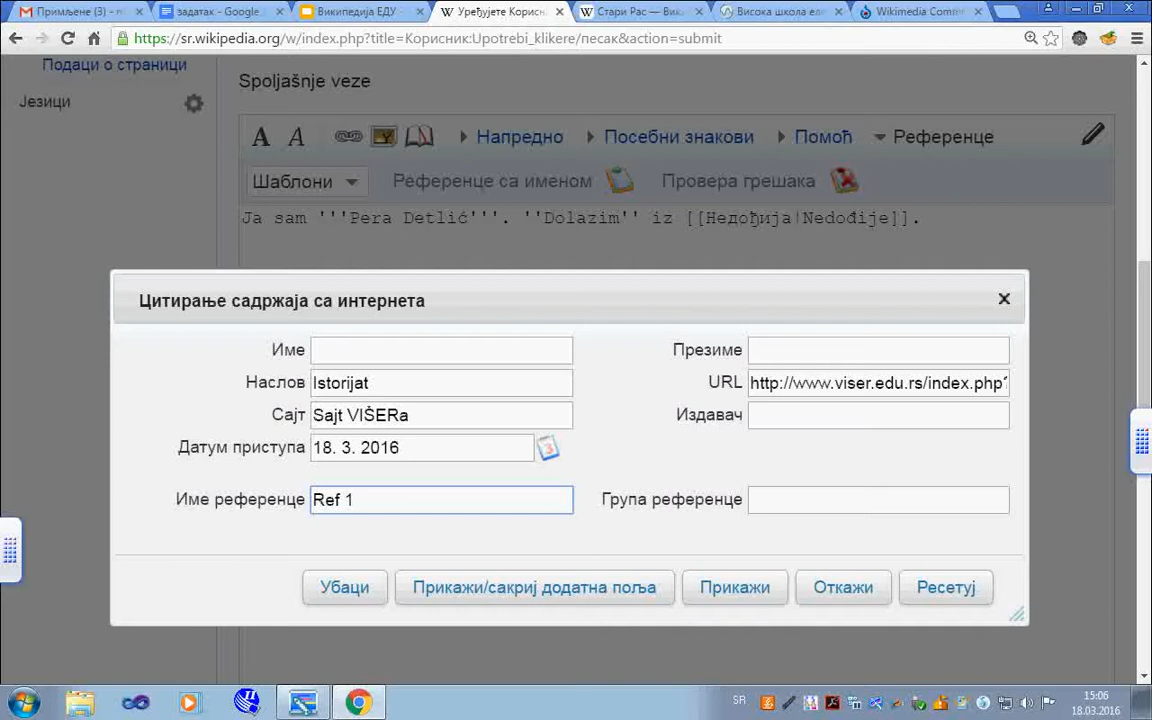 Примљене (3) - n
задатак - Google
Википедија ЕДУ -
Уређујете Корисн
Стари Рас — Вики
Висока школа еле
Wikimedia Comm
https://sr.wikipedia.org/w/index.php?title=Корисник:Upotrebi_klikere/песак&action=submit
Подаци о страници
Језици
Spoljašnje veze
A A Напредно Посебни знакови Помоћ Референце
Шаблони Референце са именом Провера грешака
Ja sam '''Pera Detlić'''. ''Dolazim'' iz [[Недођија|Nedođije]].
Цитирање садржаја са интернета
Име Презиме
Наслов Istorijat URL http://www.viser.edu.rs/index.php?
Сајт Sajt VIŠERa Издавач
Датум приступа 18. 3. 2016
Име референце Ref 1 Група референце
Убаци Прикажи/сакриј додатна поља Прикажи Откажи Ресетуј
SR 15:06
18.03.2016